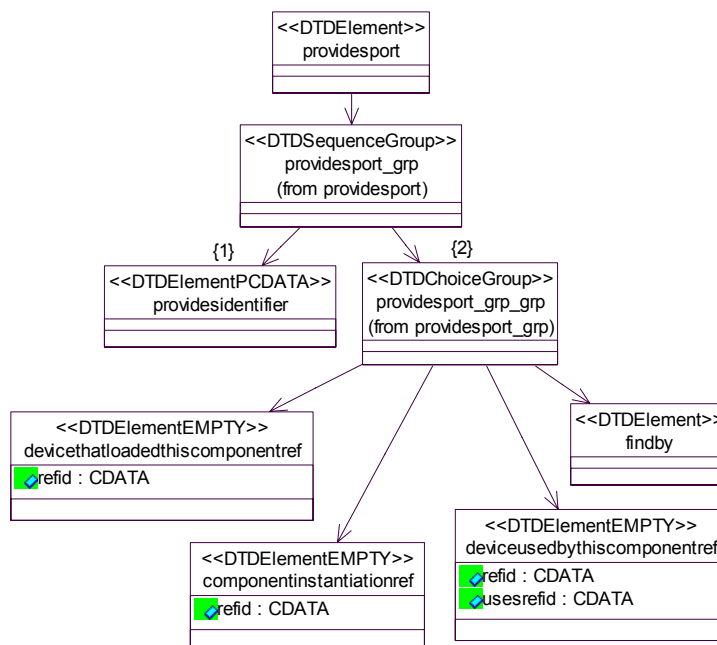 <<DTDElement>>
providesport
<<DTDSequenceGroup>>
providesport_grp
(from providesport)
{1}
{2}
<<DTDElementPCDATA>>
providesidentifier
<<DTDChoiceGroup>>
providesport_grp_grp
(from providesport_grp)
<<DTDElementEMPTY>>
devicethatloadedthiscomponentref
refid : CDATA
<<DTDElement>>
findby
<<DTDElementEMPTY>>
componentinstantiationref
refid : CDATA
<<DTDElementEMPTY>>
deviceusedbythiscomponentref
refid : CDATA
usesrefid : CDATA